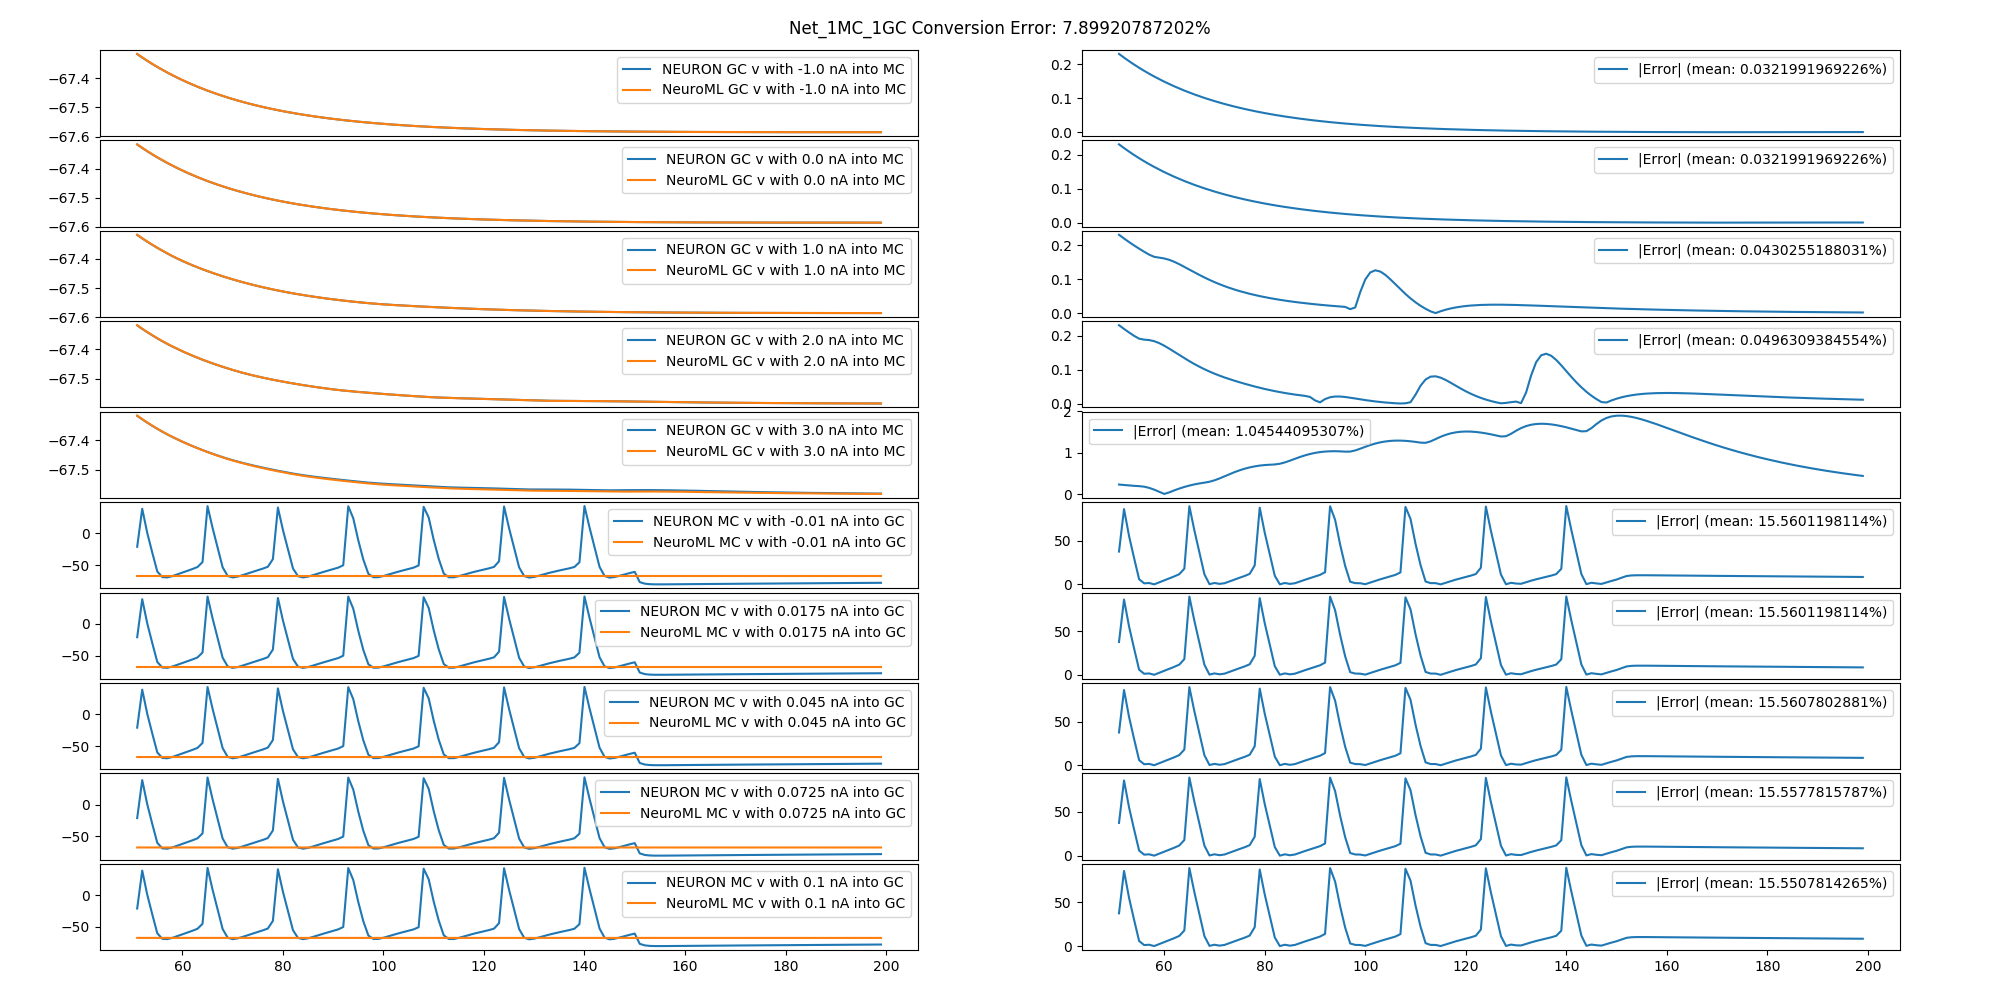 Net_1MC_1GC Conversion Error: 7.89920787202%
−67.4
−67.5
−67.6
NEURON GC v with -1.0 nA into MC
NeuroML GC v with -1.0 nA into MC
0.2
0.1
0.0
|Error| (mean: 0.0321991969226%)
−67.4
−67.5
−67.6
NEURON GC v with 0.0 nA into MC
NeuroML GC v with 0.0 nA into MC
0.2
0.1
0.0
|Error| (mean: 0.0321991969226%)
−67.4
−67.5
−67.6
NEURON GC v with 1.0 nA into MC
NeuroML GC v with 1.0 nA into MC
0.2
0.1
0.0
|Error| (mean: 0.0430255188031%)
−67.4
−67.5
NEURON GC v with 2.0 nA into MC
NeuroML GC v with 2.0 nA into MC
0.2
0.1
0.0
|Error| (mean: 0.0496309384554%)
−67.4
−67.5
NEURON GC v with 3.0 nA into MC
NeuroML GC v with 3.0 nA into MC
2
1
0
|Error| (mean: 1.04544095307%)
0
−50
NEURON MC v with -0.01 nA into GC
NeuroML MC v with -0.01 nA into GC
50
0
|Error| (mean: 15.5601198114%)
0
−50
NEURON MC v with 0.0175 nA into GC
NeuroML MC v with 0.0175 nA into GC
50
0
|Error| (mean: 15.5601198114%)
0
−50
NEURON MC v with 0.045 nA into GC
NeuroML MC v with 0.045 nA into GC
50
0
|Error| (mean: 15.5607802881%)
0
−50
NEURON MC v with 0.0725 nA into GC
NeuroML MC v with 0.0725 nA into GC
50
0
|Error| (mean: 15.5577815787%)
0
−50
NEURON MC v with 0.1 nA into GC
NeuroML MC v with 0.1 nA into GC
50
0
|Error| (mean: 15.5507814265%)
60 80 100 120 140 160 180 200
60 80 100 120 140 160 180 200